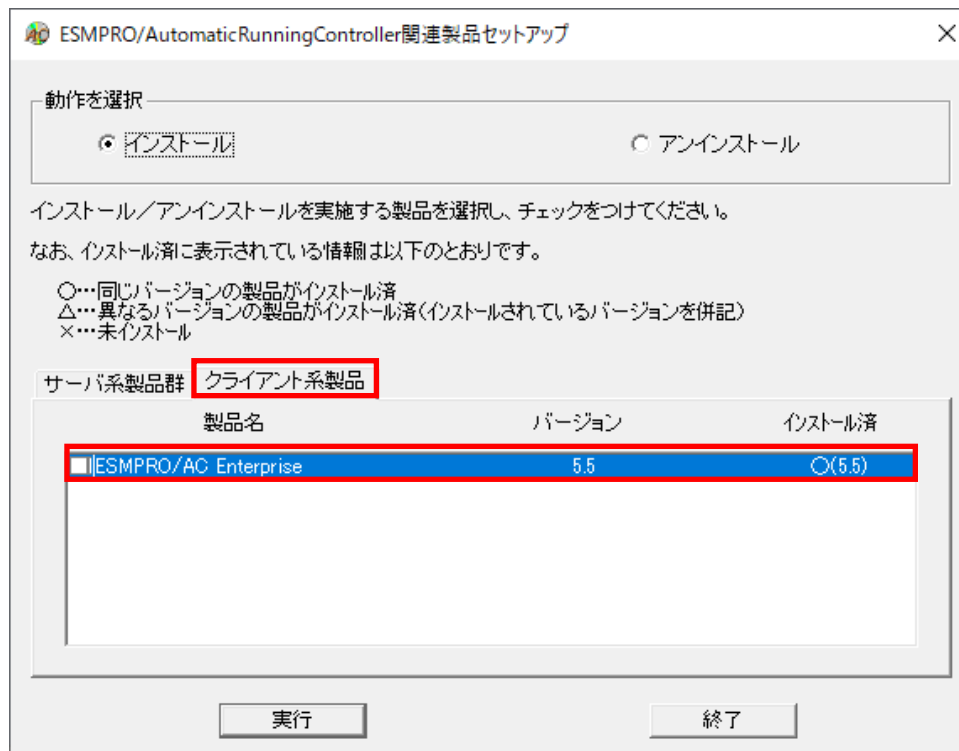 ESMPRO/AutomaticRunningController関連製品セットアップ
動作を選択
インストール アンインストール
インストール／アンインストールを実施する製品を選択し、チェックをつけてください。
なお、インストール済に表示されている情報は以下のとおりです。
○…同じバージョンの製品がインストール済
△…異なるバージョンの製品がインストール済(インストールされているバージョンを併記)
×…未インストール
サーバ系製品群 クライアント系製品
製品名 バージョン インストール済
ESMPRO/AC Enterprise 5.5 ○(5.5)
実行 終了